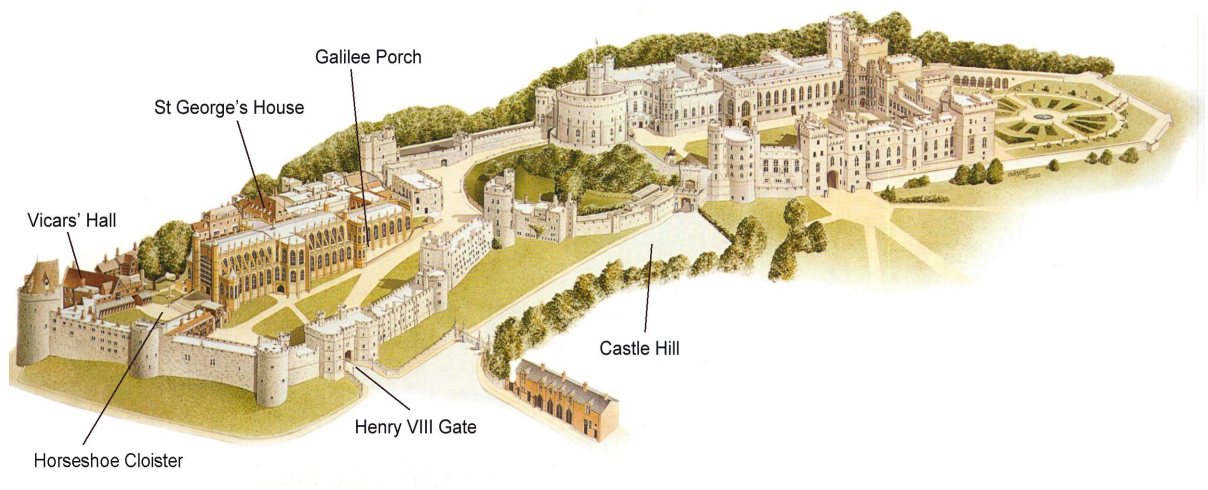 Galilee Porch
St George's House
Vicars' Hall
Castle Hill
Henry VIII Gate
Horseshoe Cloister